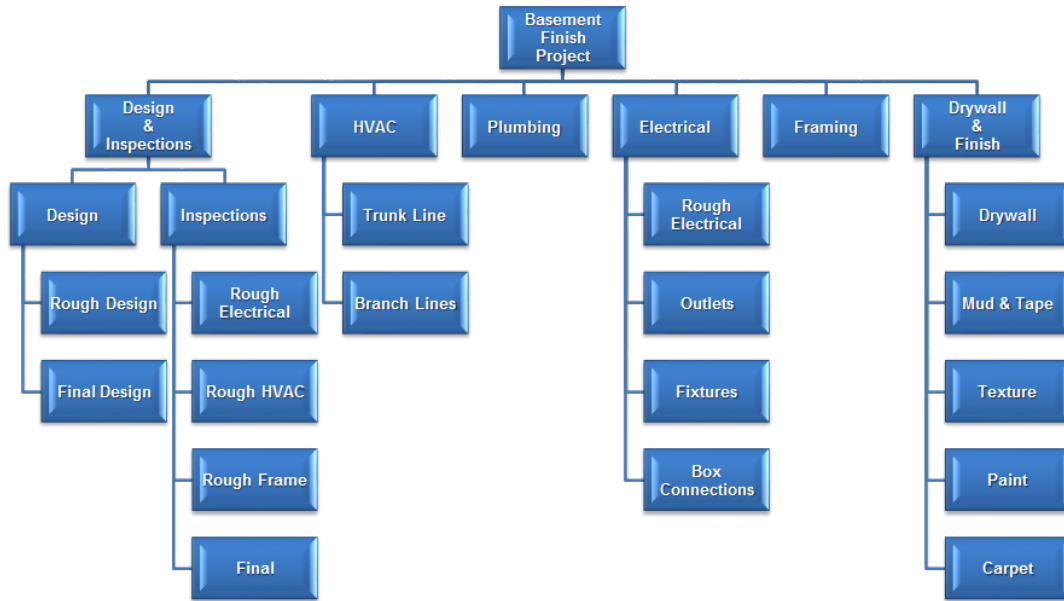 Basement
Finish
Project
Design
&
Inspections
HVAC
Plumbing
Electrical
Framing
Drywall
&
Finish
Design
Inspections
Trunk Line
Rough
Electrical
Drywall
Rough Design
Rough
Electrical
Branch Lines
Outlets
Mud & Tape
Final Design
Rough HVAC
Fixtures
Texture
Rough Frame
Box
Connections
Paint
Final
Carpet